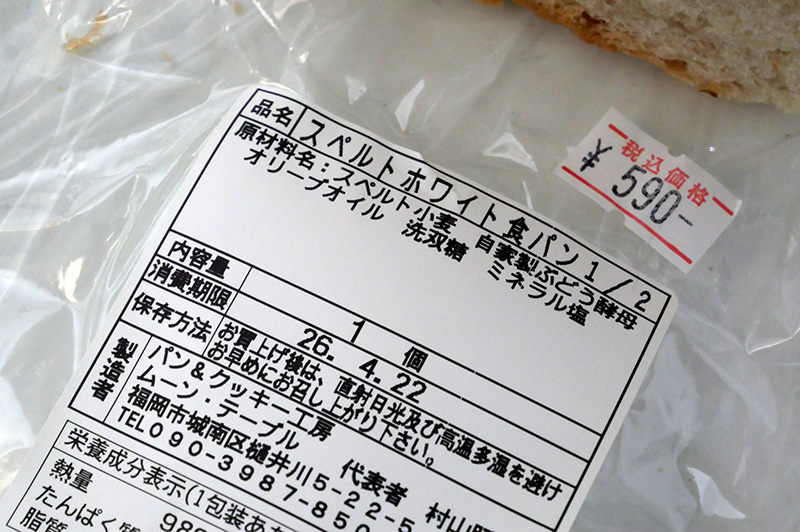 品名 スペルトホワイト食パン1/2
原材料名:スペルト小麦 自家製ぶどう酵母
オリーブオイル 洗双糖 ミネラル塩
内容量 1 個
消費期限 26. 4. 22
保存方法 お買上げ後は、直射日光及び高温多湿を避け
お早めにお召し上がり下さい。
製造者 パン&クッキー工房
ムーン・テーブル 代表者 村山
福岡市城南区樋井川5-22-5
TEL090-3987-850
栄養成分表示(1包装あ
熱量 98
たんぱく質
脂質
税込価格
¥590-